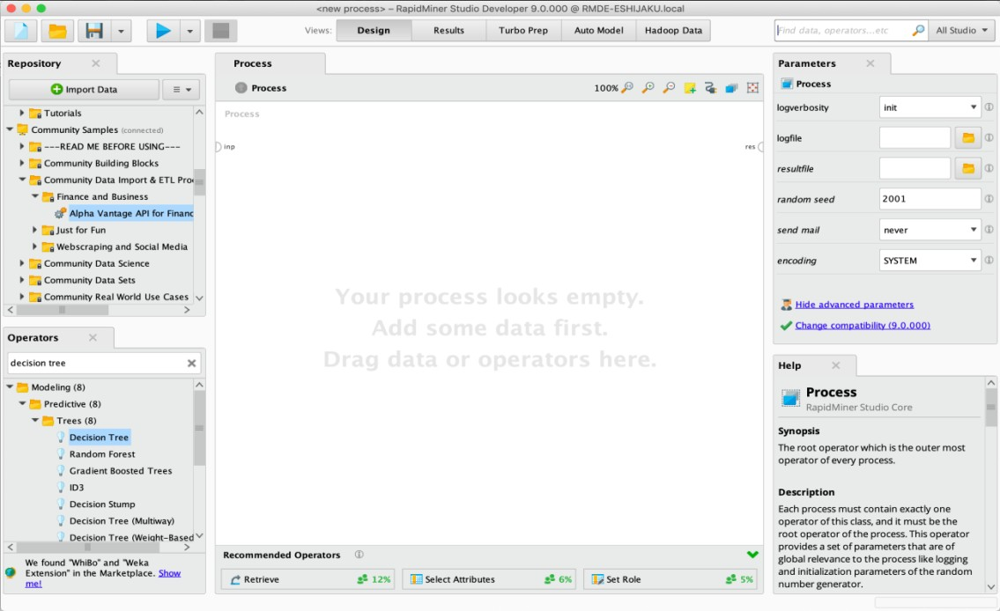 <new process> – RapidMiner Studio Developer 9.0.000 @ RMDE-ESHIJAKU.local
Views:
Design
Results
Turbo Prep
Auto Model
Hadoop Data
Find data, operators...etc
All Studio
Repository
Import Data
Tutorials
Community Samples (connected)
---READ ME BEFORE USING---
Community Building Blocks
Community Data Import & ETL Pro
Finance and Business
Alpha Vantage API for Financ
Just for Fun
Webscraping and Social Media
Community Data Science
Community Data Sets
Community Real World Use Cases
Operators
decision tree
Modeling (8)
Predictive (8)
Trees (8)
Decision Tree
Random Forest
Gradient Boosted Trees
ID3
Decision Stump
Decision Tree (Multiway)
Decision Tree (Weight-Based
We found "WhiBo" and "Weka
Extension" in the Marketplace. Show
me!
Process
Process
100%
Process
inp
res
Your process looks empty.
Add some data first.
Drag data or operators here.
Recommended Operators
Retrieve 12%
Select Attributes 6%
Set Role 5%
Parameters
Process
logverbosity init
logfile
resultfile
random seed 2001
send mail never
encoding SYSTEM
Hide advanced parameters
Change compatibility (9.0.000)
Help
Process
RapidMiner Studio Core
Synopsis
The root operator which is the outer most
operator of every process.
Description
Each process must contain exactly one
operator of this class, and it must be the
root operator of the process. This operator
provides a set of parameters that are of
global relevance to the process like logging
and initialization parameters of the random
number generator.